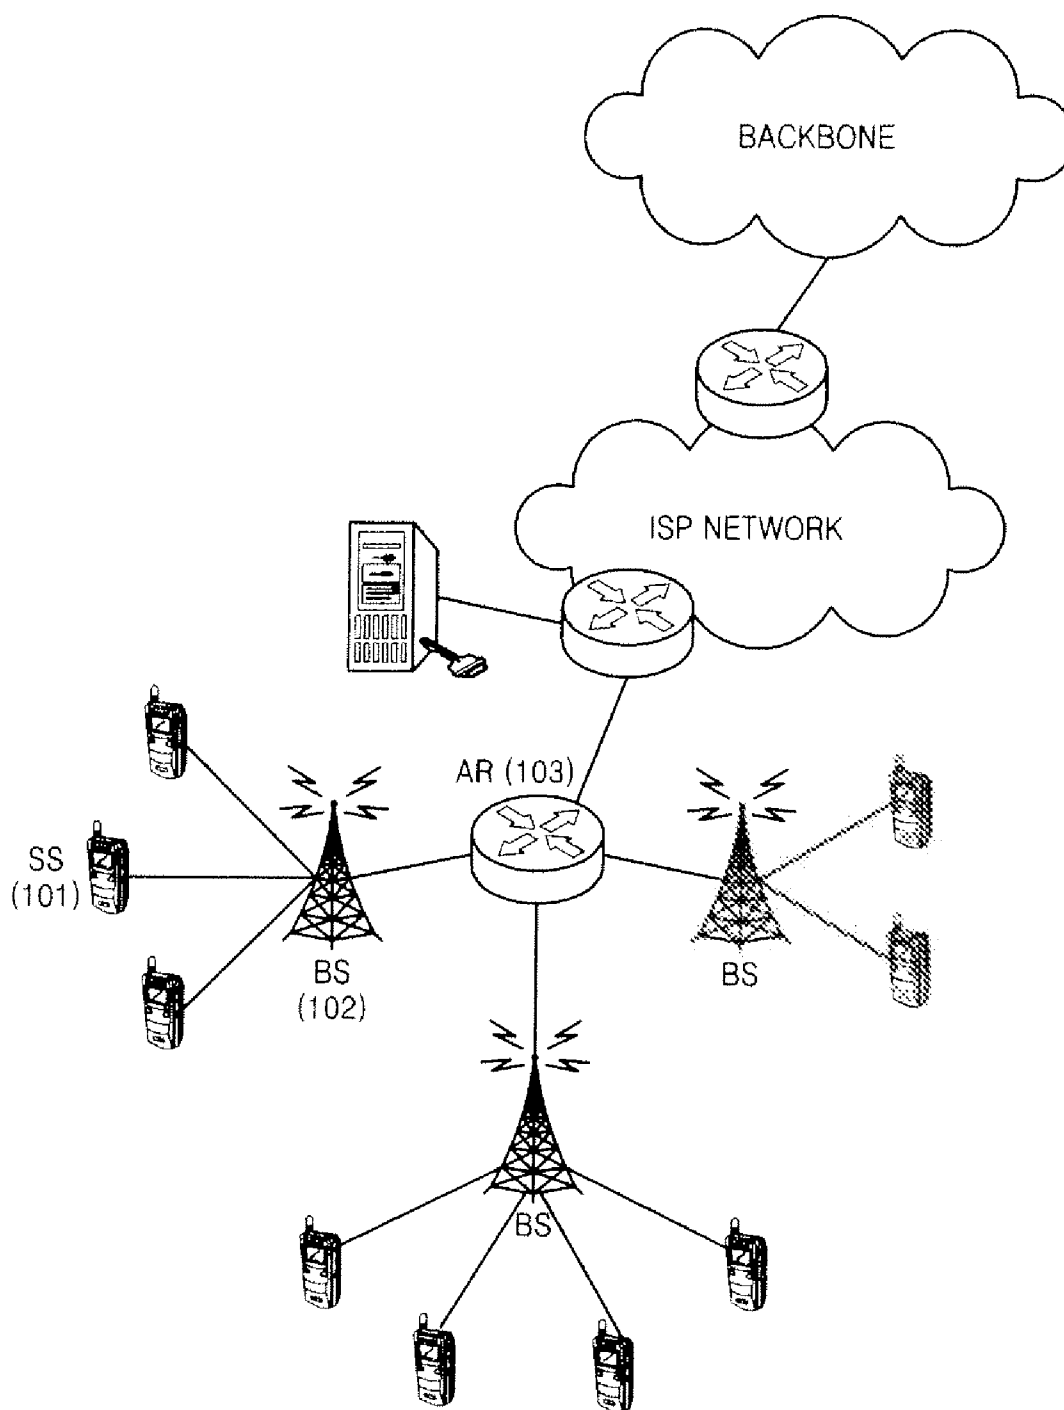 BACKBONE
ISP NETWORK
AR (103)
SS
(101)
BS
(102)
BS
BS